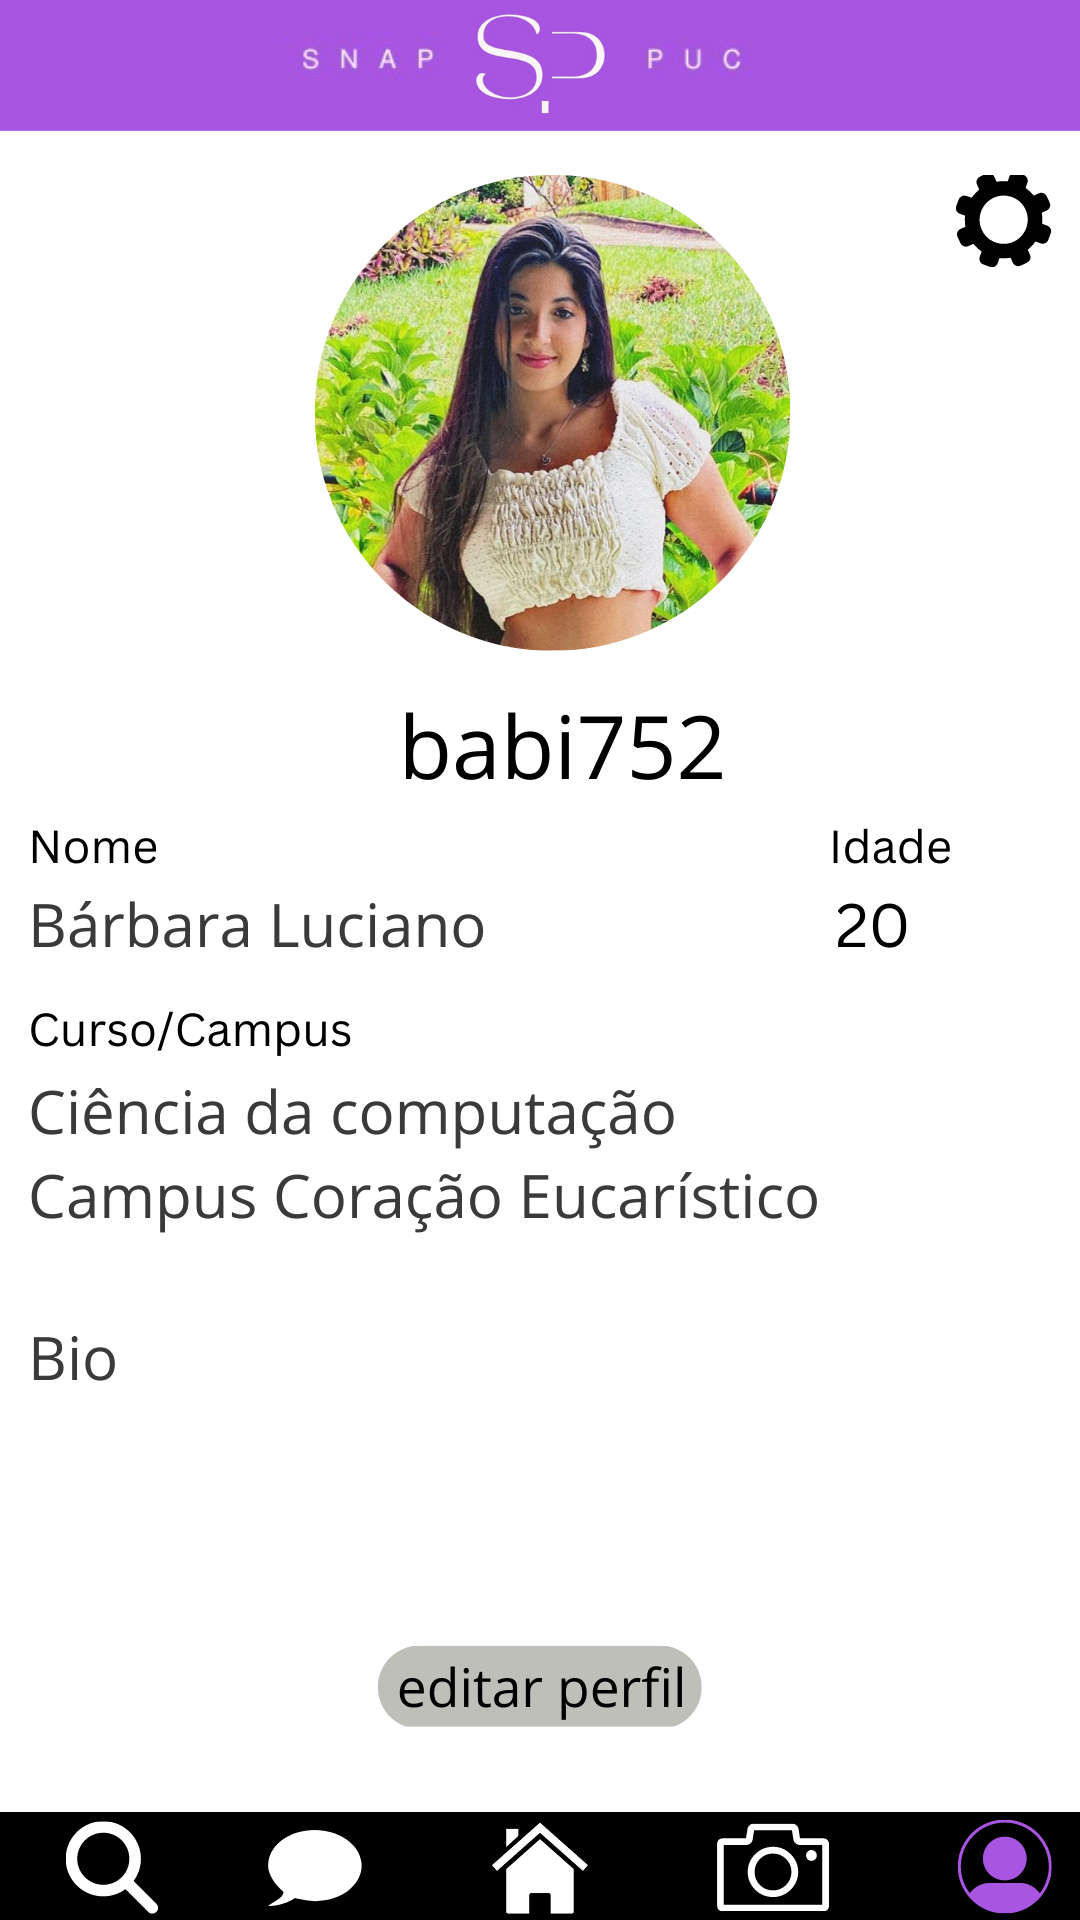 SNAP SP PUC
babi752
Nome Idade
Bárbara Luciano 20
Curso/Campus
Ciência da computação
Campus Coração Eucarístico
Bio
editar perfil